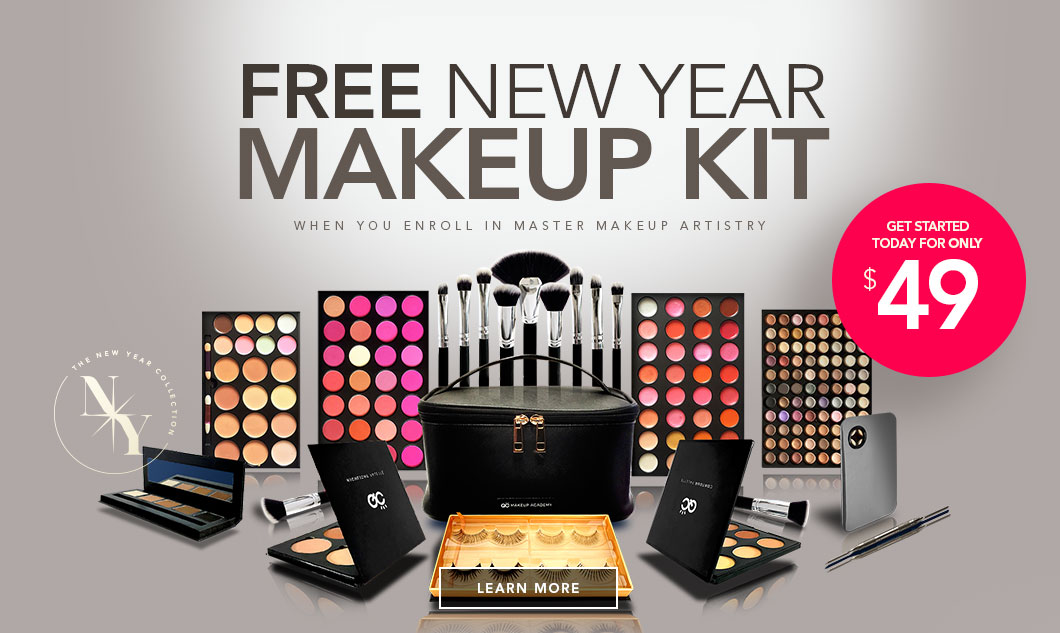 FREE NEW YEAR
MAKEUP KIT
WHEN YOU ENROLL IN MASTER MAKEUP ARTISTRY
GET STARTED
TODAY FOR ONLY
$49
THE NEW YEAR COLLECTION
NY
MAKEUP ACADEMY
LEARN MORE